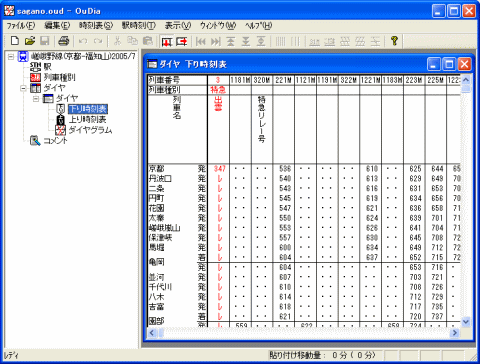 sagano.oud - OuDia
ﾌｧｲﾙ(F) 編集(E) 時刻表(S) 駅時刻(T) 表示(V) ｳｨﾝﾄﾞｳ(W) ﾍﾙﾌﾟ(H)
嵯峨野線(京都-福知山)2005/7
駅
列車種別
ダイヤ
ダイヤ
下り時刻表
上り時刻表
ダイヤグラム
コメント
ダイヤ 下り時刻表
列車番号 3 1181M 320M 221M 1121M 1191M 322M 1221M 1183M 223M 225M 122
列車種別 特急
列車名 出雲 特急リレー号
京都 発 347 ‥ ‥ 536 ‥ ‥ ‥ 610 ‥ 625 644 65
丹波口 発 レ ‥ ‥ 540 ‥ ‥ ‥ 613 ‥ 629 648 70
二条 発 レ ‥ ‥ 543 ‥ ‥ ‥ 616 ‥ 631 653 70
円町 発 レ ‥ ‥ 545 ‥ ‥ ‥ 619 ‥ 634 656 70
花園 発 レ ‥ ‥ 547 ‥ ‥ ‥ 621 ‥ 636 658 71
太秦 発 レ ‥ ‥ 550 ‥ ‥ ‥ 624 ‥ 639 701 71
嵯峨嵐山 発 レ ‥ ‥ 553 ‥ ‥ ‥ 626 ‥ 641 704 71
保津峡 発 レ ‥ ‥ 557 ‥ ‥ ‥ 630 ‥ 645 708 72
馬堀 発 レ ‥ ‥ 600 ‥ ‥ ‥ 634 ‥ 649 712 72
亀岡 着 レ ‥ ‥ 604 ‥ ‥ ‥ 637 ‥ 652 715 72
発 レ ‥ ‥ 604 ‥ ‥ ‥ ‥ ‥ 653 716
並河 発 レ ‥ ‥ 607 ‥ ‥ ‥ ‥ ‥ 703 721
千代川 発 レ ‥ ‥ 610 ‥ ‥ ‥ ‥ ‥ 708 726
八木 発 レ ‥ ‥ 614 ‥ ‥ ‥ ‥ ‥ 712 729
吉富 発 レ ‥ ‥ 618 ‥ ‥ ‥ ‥ ‥ 717 735
園部 着 レ ‥ ‥ 621 ‥ ‥ ‥ ‥ ‥ 720 737
発 レ 559 622 659 724
ﾚﾃﾞｨ 貼り付け移動量： 0 分 ( 0 分)